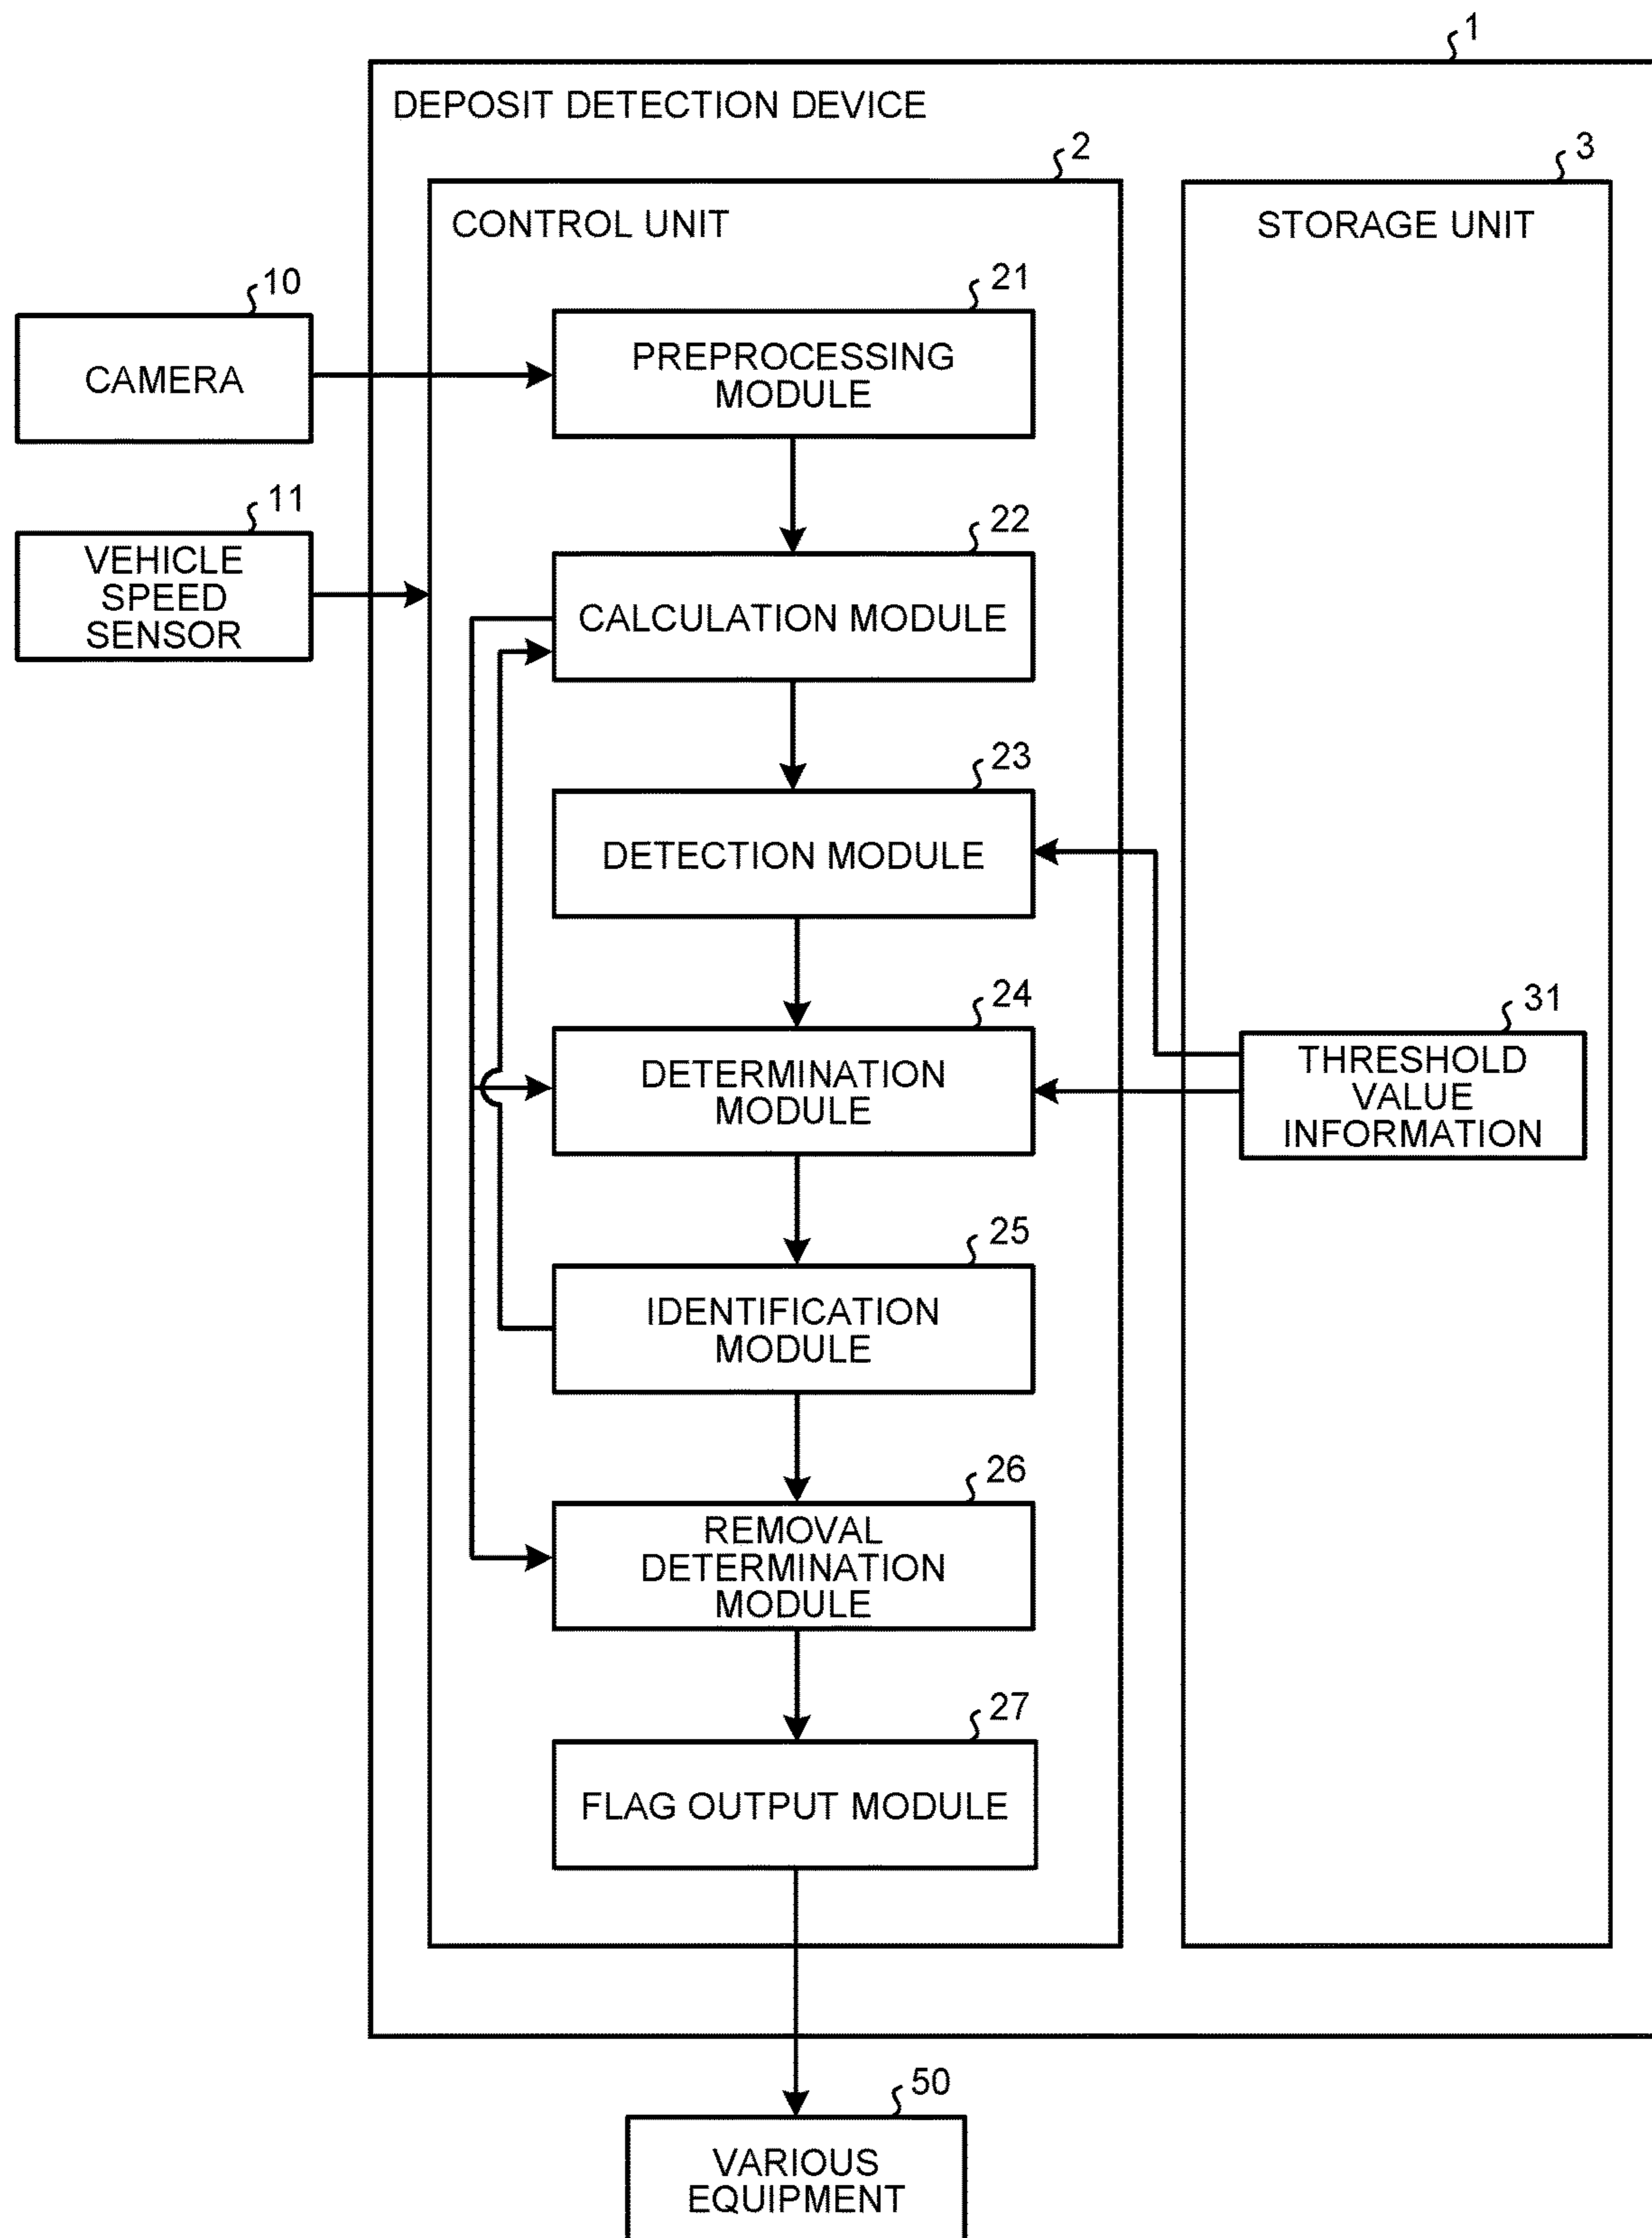 1
DEPOSIT DETECTION DEVICE
2
3
CONTROL UNIT
STORAGE UNIT
10
CAMERA
21
PREPROCESSING
MODULE
11
VEHICLE
SPEED
SENSOR
22
CALCULATION MODULE
23
DETECTION MODULE
24
DETERMINATION
MODULE
31
THRESHOLD
VALUE
INFORMATION
25
IDENTIFICATION
MODULE
26
REMOVAL
DETERMINATION
MODULE
27
FLAG OUTPUT MODULE
50
VARIOUS
EQUIPMENT